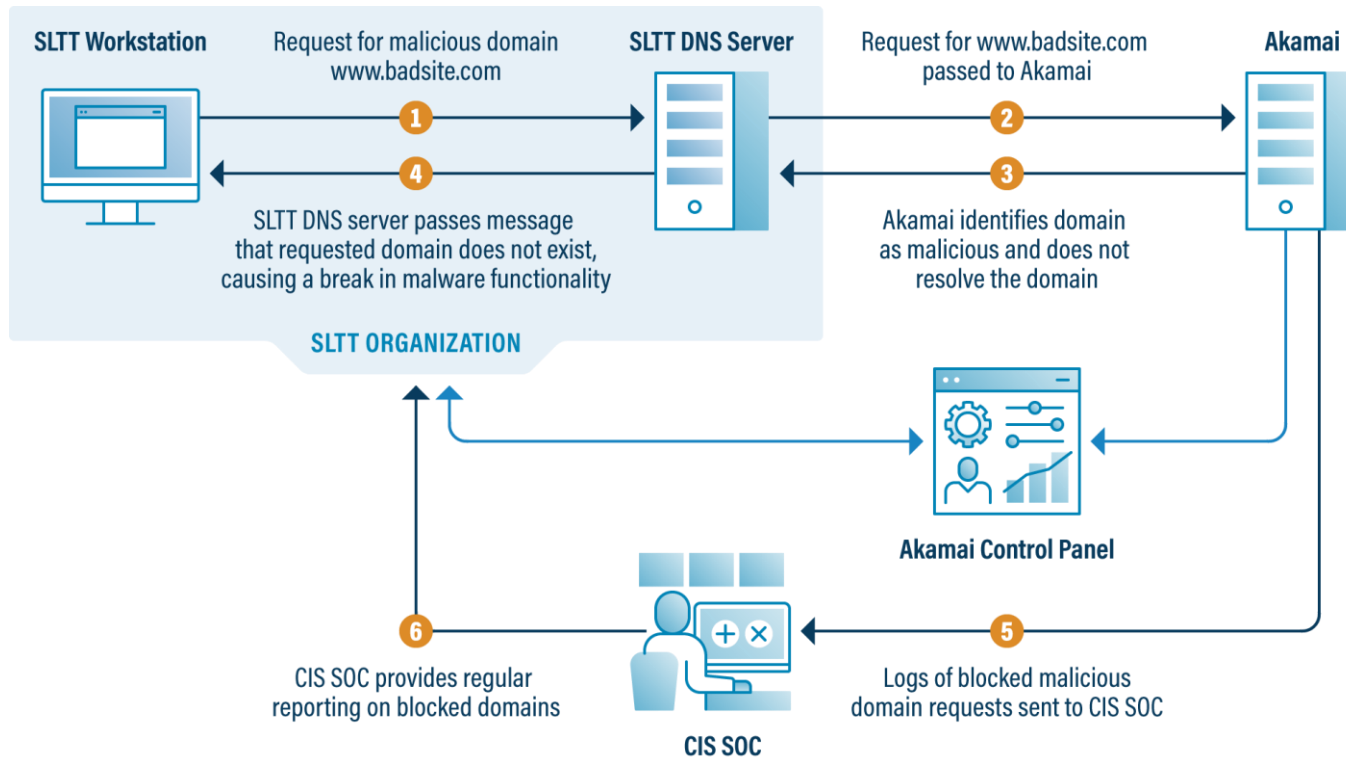 SLTT Workstation
Request for malicious domain
www.badsite.com
SLTT DNS Server
Request for www.badsite.com
passed to Akamai
Akamai
1
2
4
3
SLTT DNS server passes message
that requested domain does not exist,
causing a break in malware functionality
Akamai identifies domain
as malicious and does not
resolve the domain
SLTT ORGANIZATION
Akamai Control Panel
6
5
CIS SOC provides regular
reporting on blocked domains
Logs of blocked malicious
domain requests sent to CIS SOC
CIS SOC